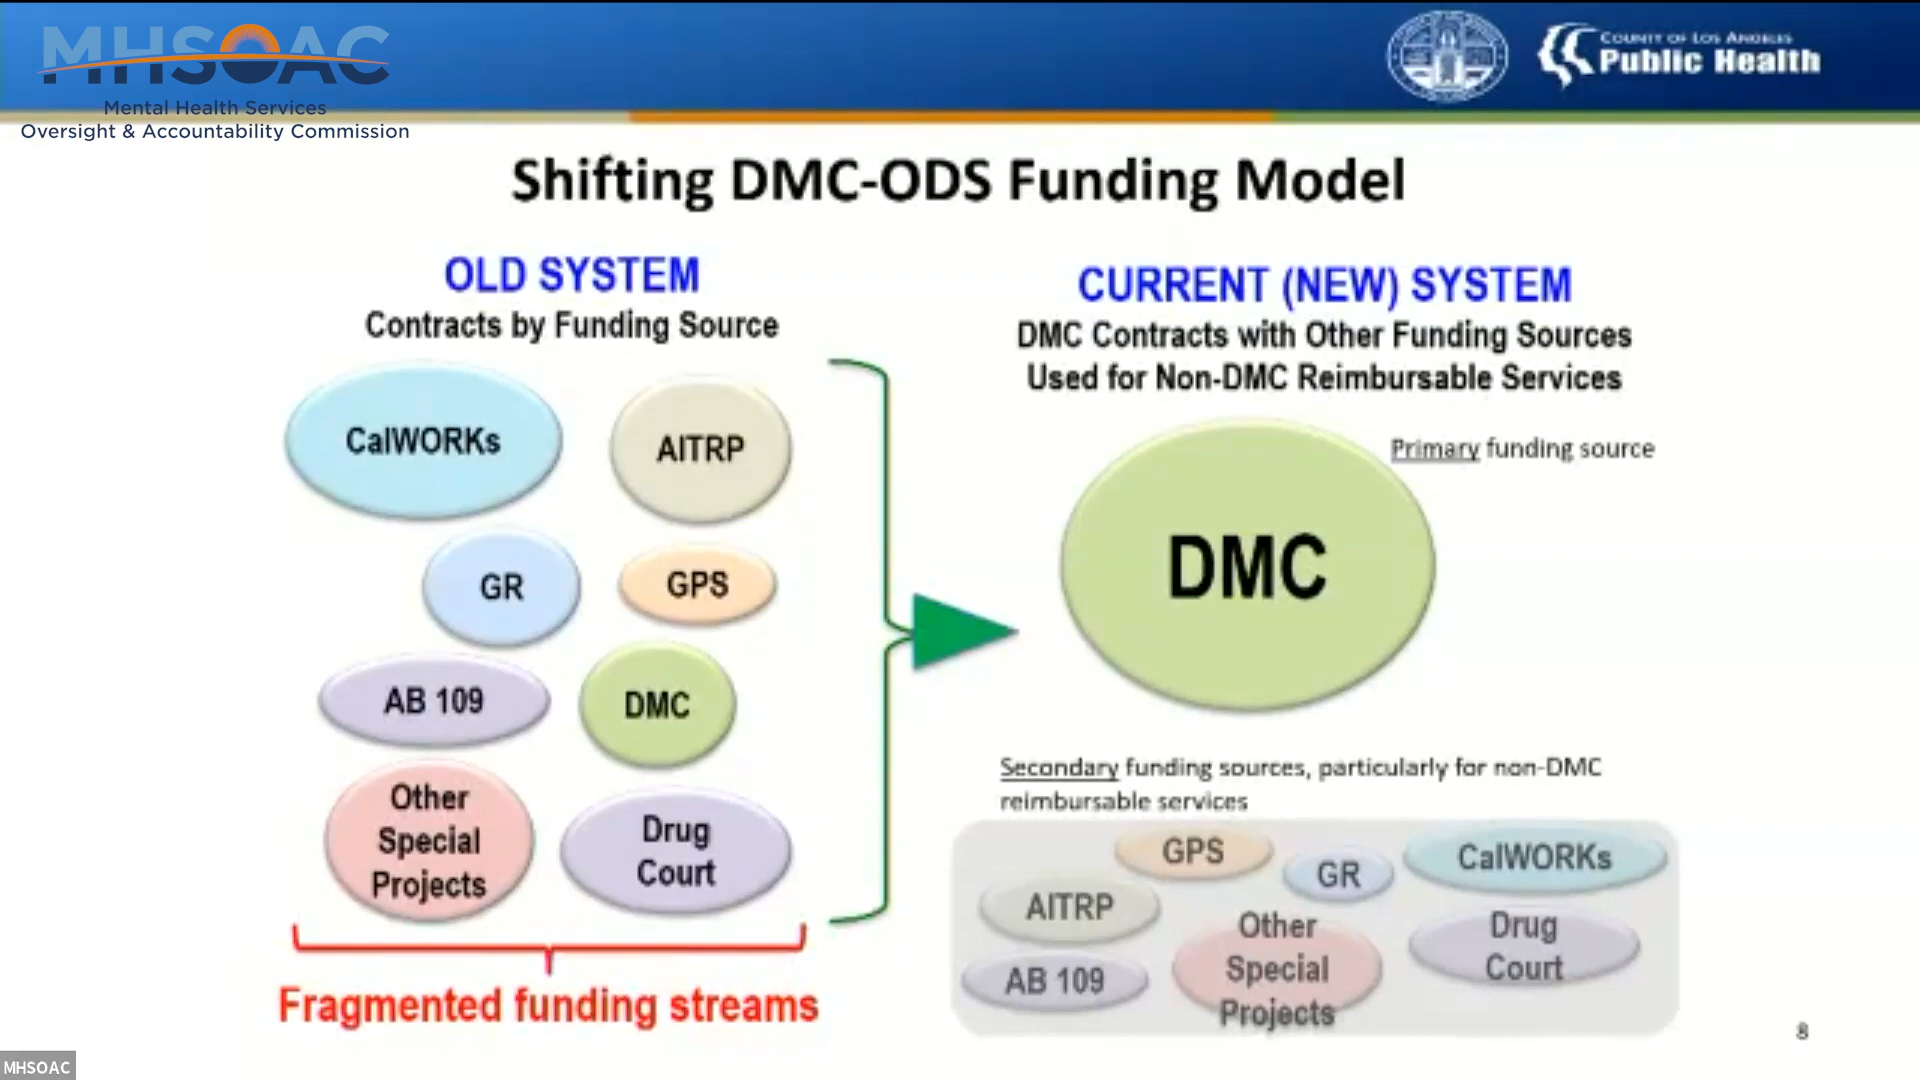 MHSOAC
Mental Health Services
Oversight & Accountability Commission
COUNTY OF LOS ANGELES
Public Health
Shifting DMC-ODS Funding Model
OLD SYSTEM
Contracts by Funding Source
CalWORKs
AITRP
GR
GPS
AB 109
DMC
Other
Special
Projects
Drug
Court
Fragmented funding streams
CURRENT (NEW) SYSTEM
DMC Contracts with Other Funding Sources
Used for Non-DMC Reimbursable Services
Primary funding source
DMC
Secondary funding sources, particularly for non-DMC
reimbursable services
GPS
GR
CalWORKs
AITRP
Other
Special
Projects
Drug
Court
AB 109
8
MHSOAC